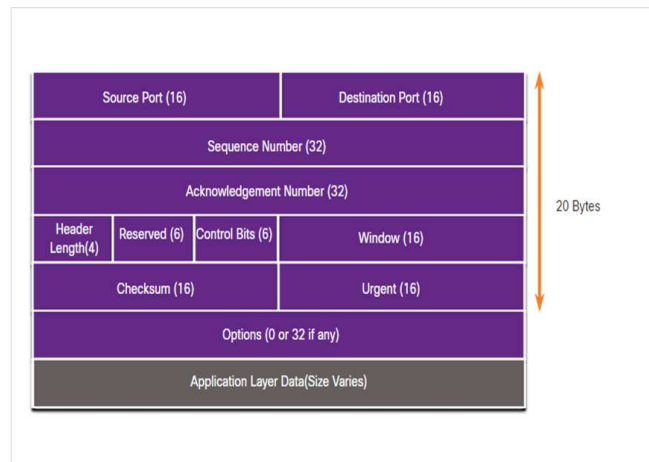 Source Port (16) Destination Port (16)
Sequence Number (32)
Acknowledgement Number (32)
Header Length(4) Reserved (6) Control Bits (6) Window (16)
Checksum (16) Urgent (16)
Options (0 or 32 if any)
Application Layer Data(Size Varies)
20 Bytes